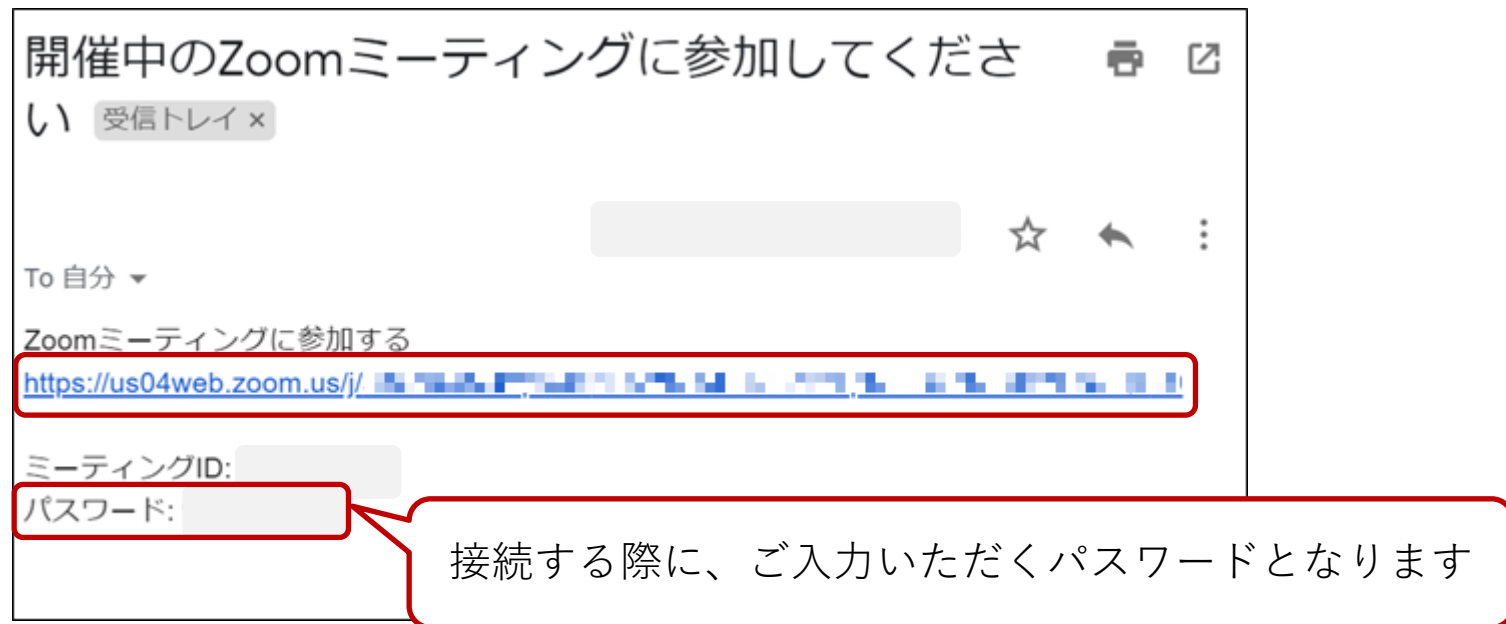 開催中のZoomミーティングに参加してくださ
い 受信トレイ ×
To 自分
Zoomミーティングに参加する
https://us04web.zoom.us/j/
ミーティングID:
パスワード:
接続する際に、ご入力いただくパスワードとなります